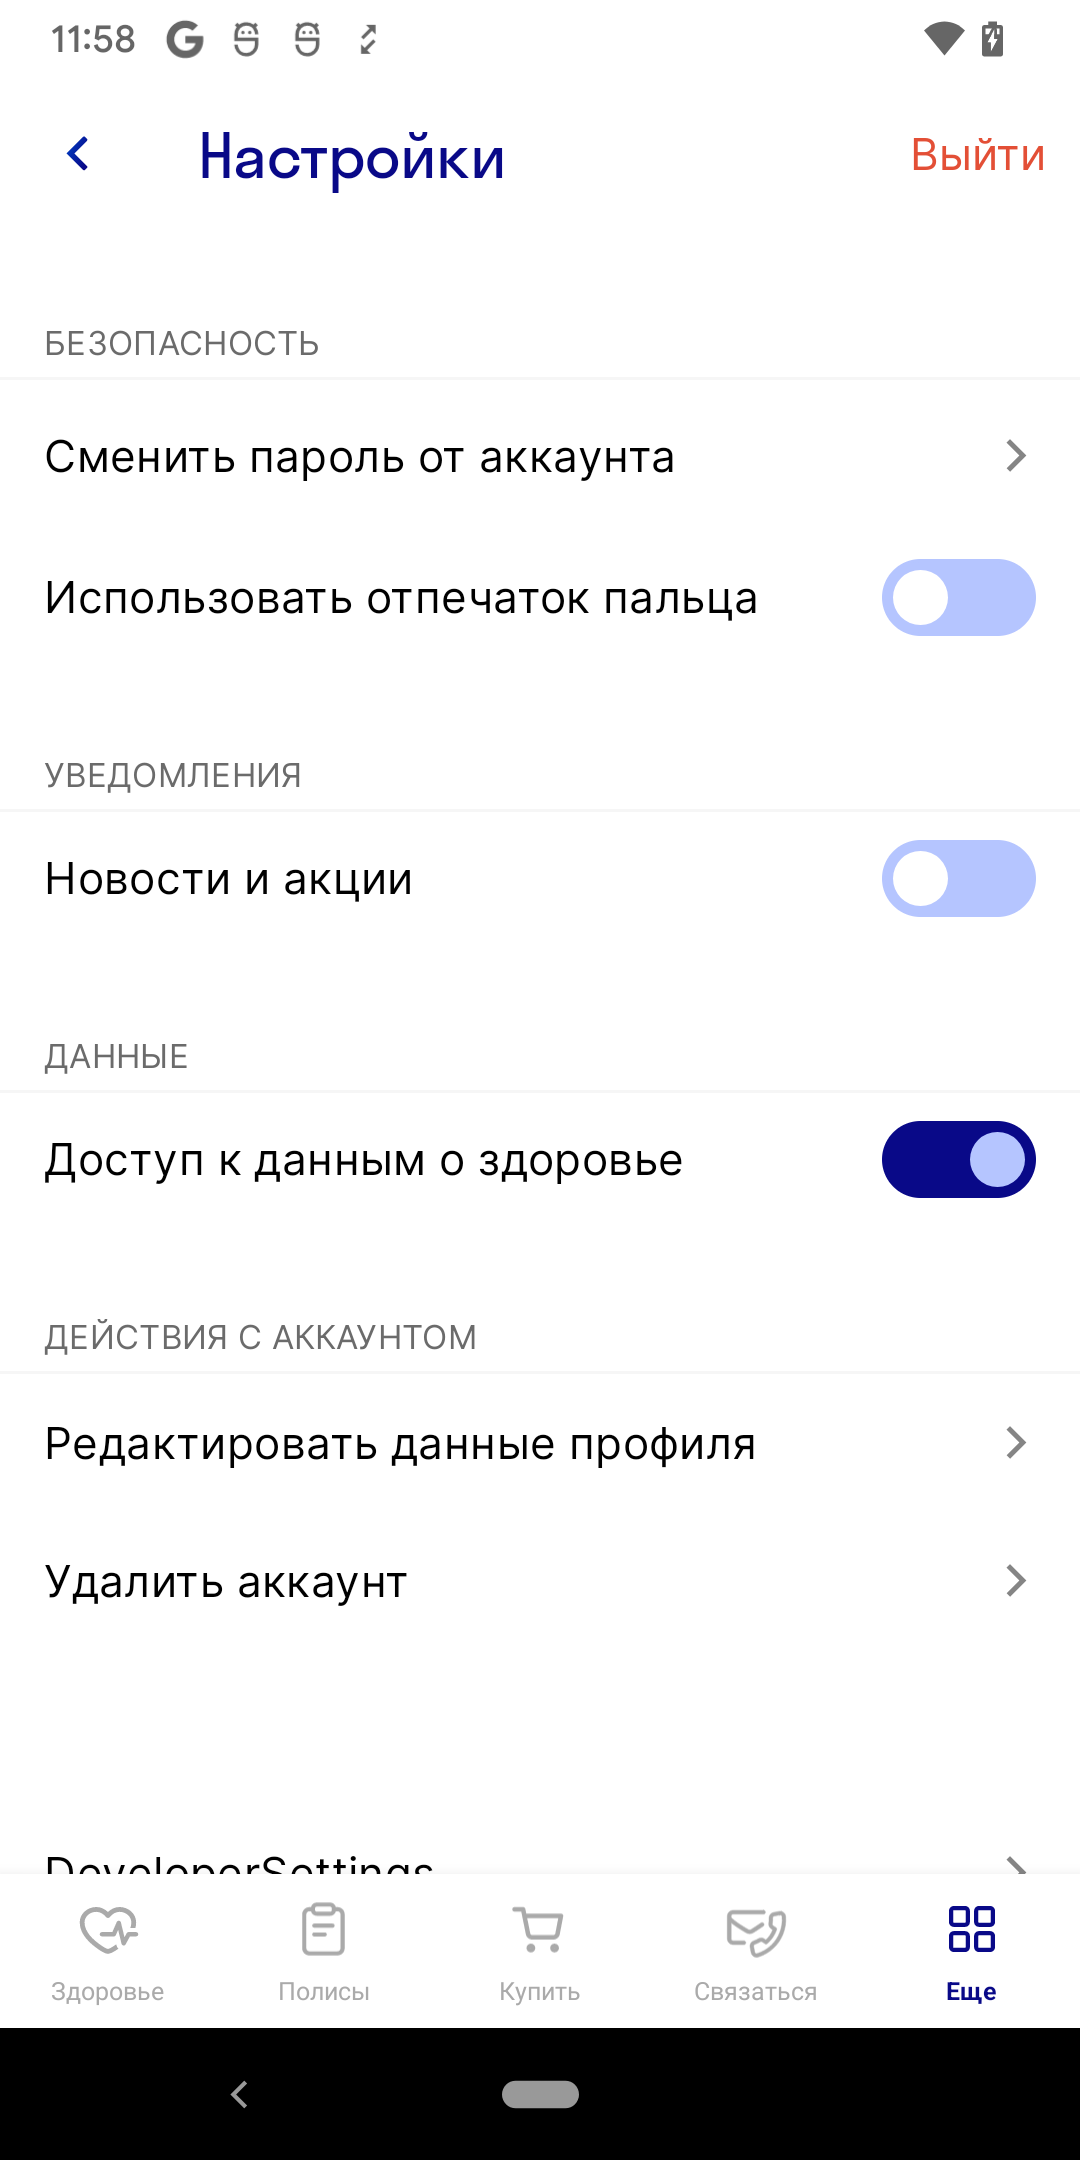 11:58
Настройки
Выйти
БЕЗОПАСНОСТЬ
Сменить пароль от аккаунта
Использовать отпечаток пальца
УВЕДОМЛЕНИЯ
Новости и акции
ДАННЫЕ
Доступ к данным о здоровье
ДЕЙСТВИЯ С АККАУНТОМ
Редактировать данные профиля
Удалить аккаунт
DeveloperSettings
Здоровье
Полисы
Купить
Связаться
Еще